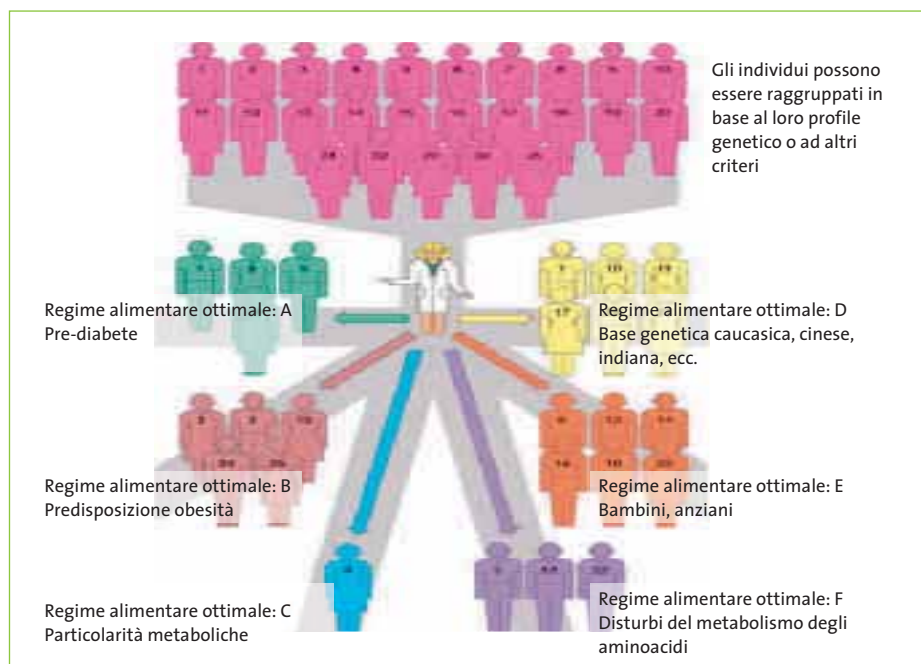 Gli individui possono
essere raggruppati in
base al loro profile
genetico o ad altri
criteri
Regime alimentare ottimale: A
Pre-diabete
Regime alimentare ottimale: D
Base genetica caucasica, cinese,
indiana, ecc.
Regime alimentare ottimale: B
Predisposizione obesità
Regime alimentare ottimale: E
Bambini, anziani
Regime alimentare ottimale: C
Particolarità metaboliche
Regime alimentare ottimale: F
Disturbi del metabolismo degli
aminoacidi